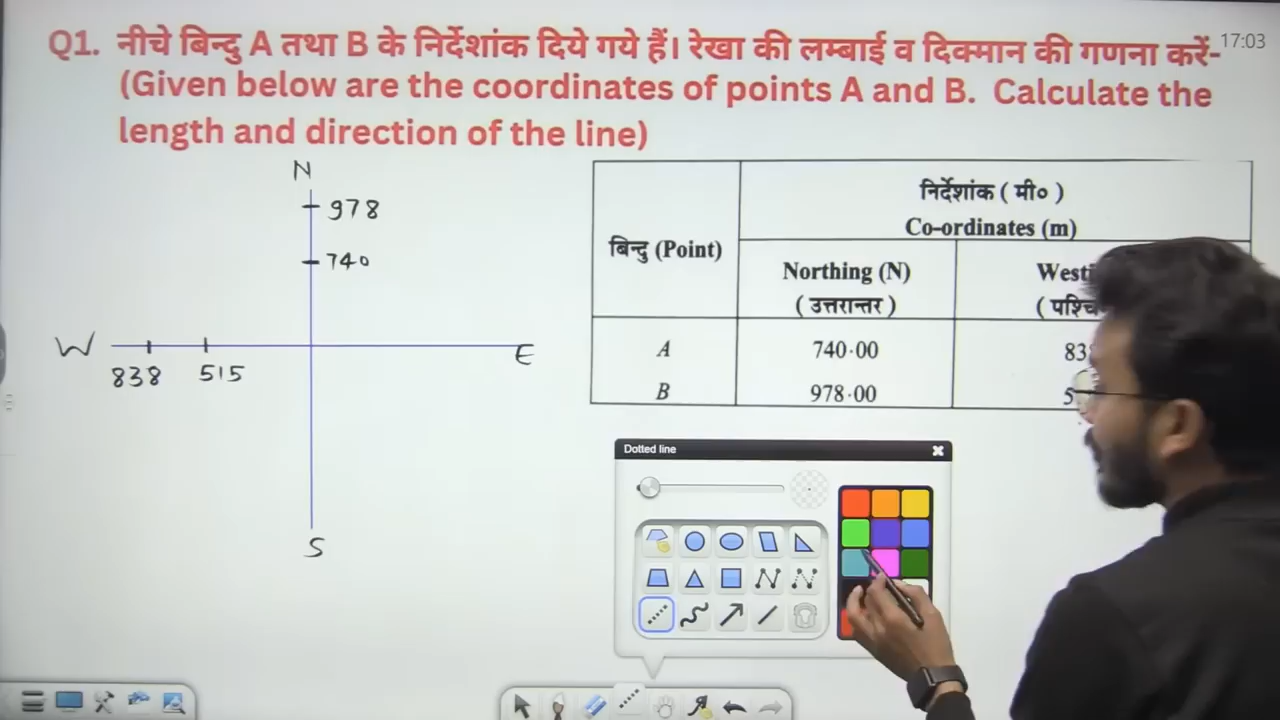 Q1. नीचे बिन्दु A तथा B के निर्देशांक दिये गये हैं। रेखा की लम्बाई व दिक्मान की गणना करें-
17:03
(Given below are the coordinates of points A and B. Calculate the
length and direction of the line)
N
978
740
W
E
838 515
S
निर्देशांक ( मी० )
Co-ordinates (m)
बिन्दु (Point)
Northing (N)
( उत्तरान्तर )
A 740·00
B 978·00
Dotted line